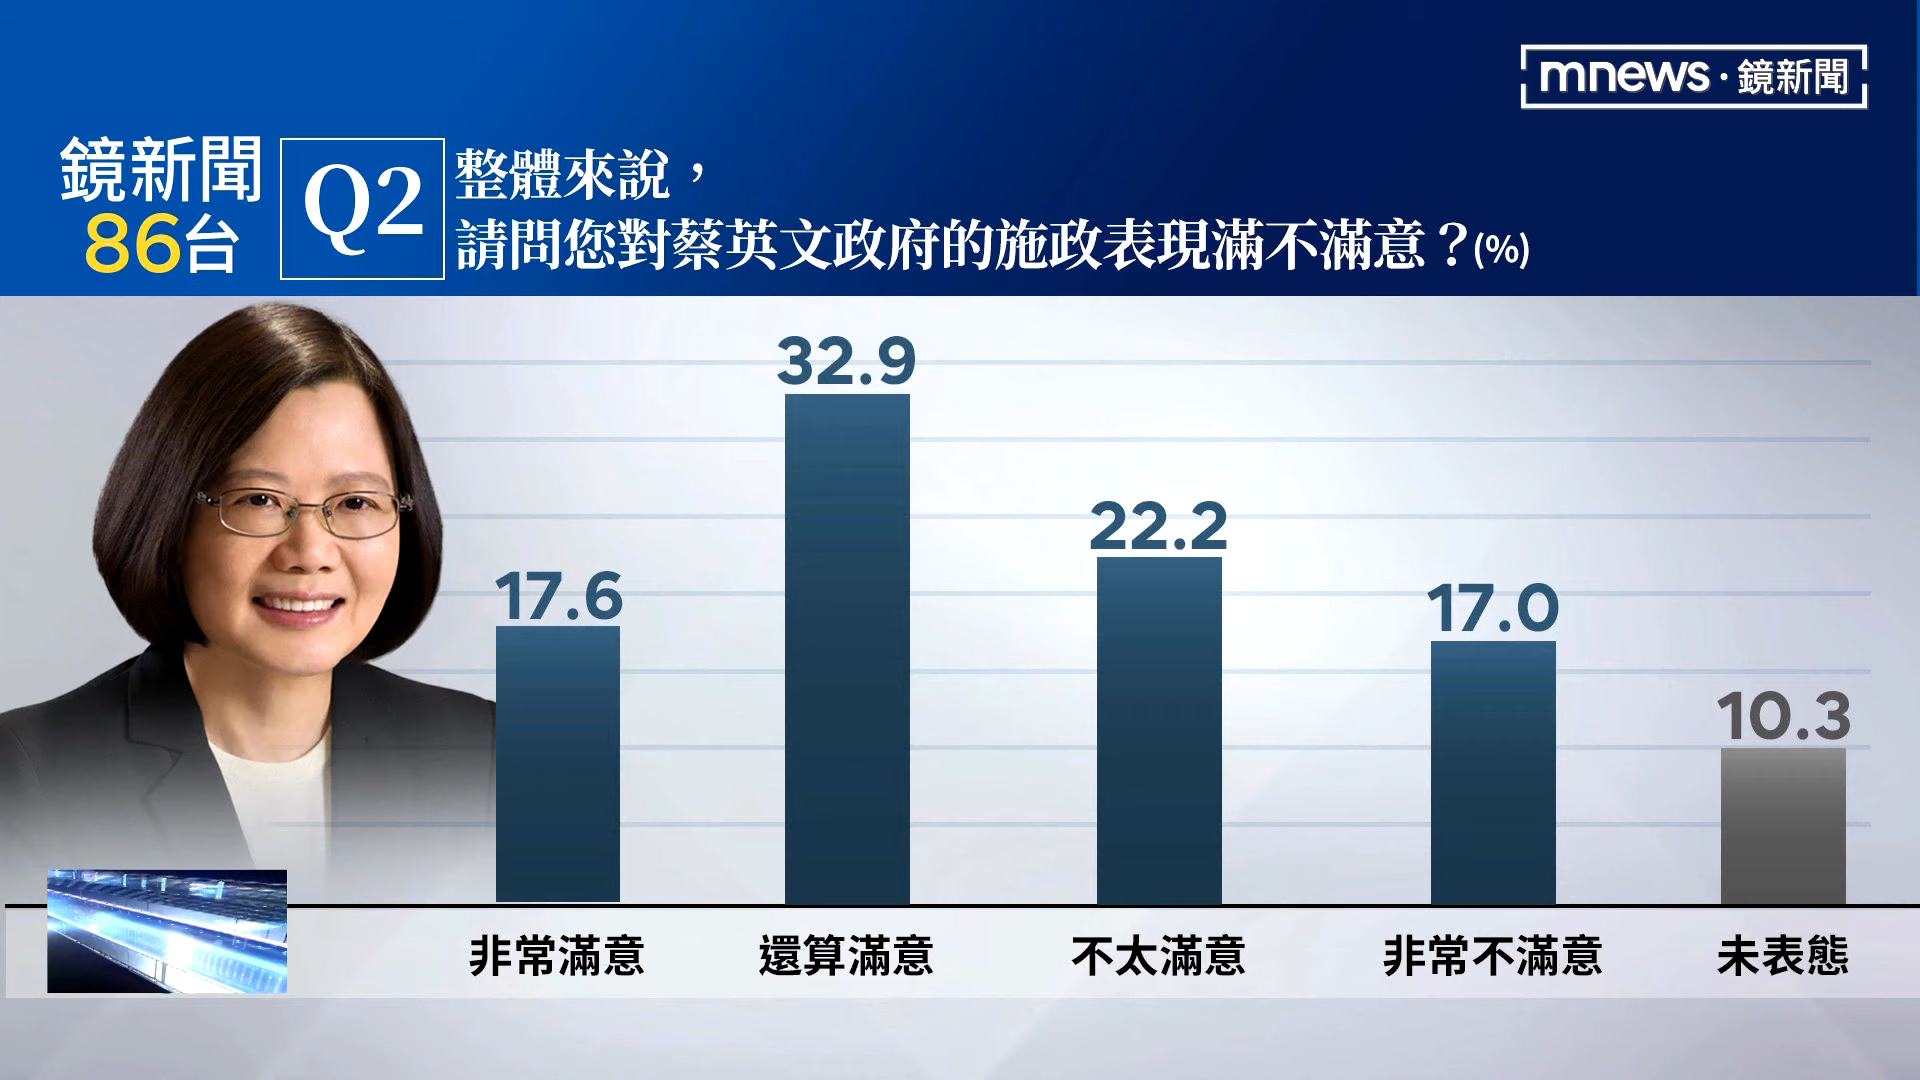 mnews·鏡新聞
鏡新聞
86台
Q2
整體來說，
請問您對蔡英文政府的施政表現滿不滿意？(%)
17.6
32.9
22.2
17.0
10.3
非常滿意
還算滿意
不太滿意
非常不滿意
未表態